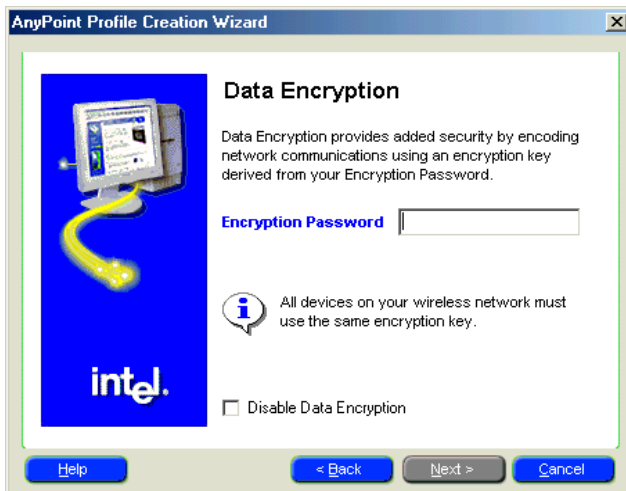 AnyPoint Profile Creation Wizard
Data Encryption
Data Encryption provides added security by encoding
network communications using an encryption key
derived from your Encryption Password.
Encryption Password
All devices on your wireless network must
use the same encryption key.
intel.
Disable Data Encryption
Help
< Back
Next >
Cancel